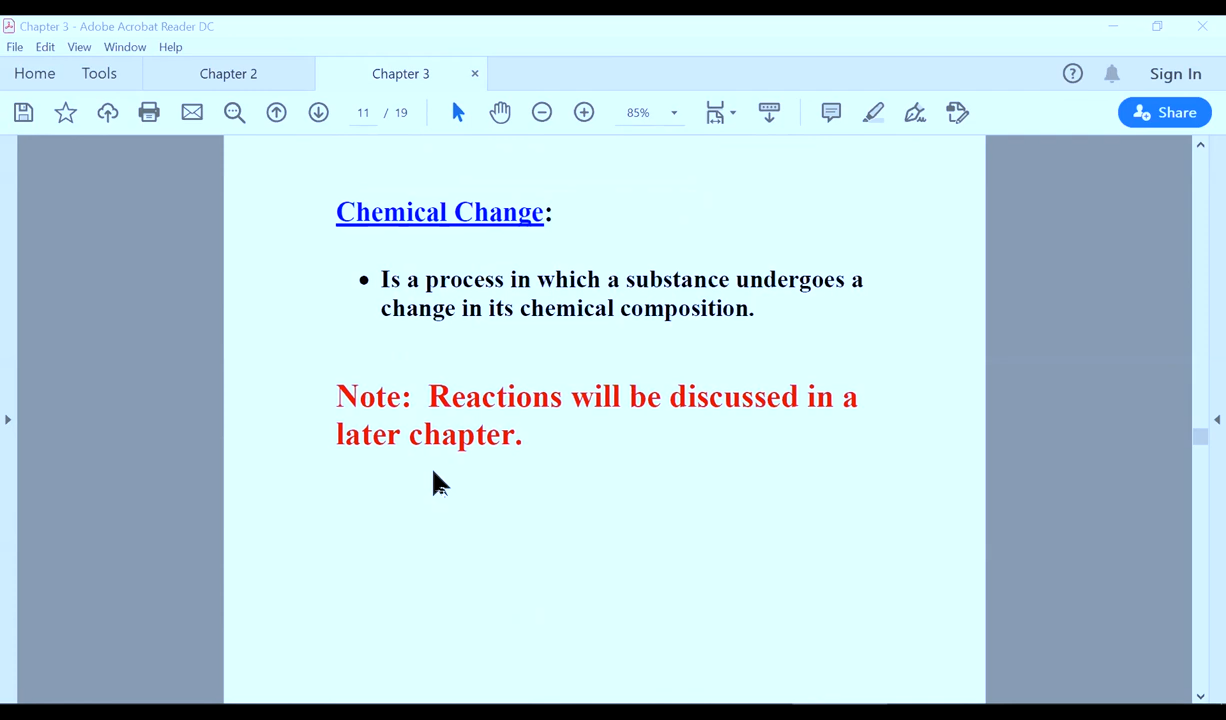 Chapter 3 - Adobe Acrobat Reader DC
File Edit View Window Help
Home Tools Chapter 2 Chapter 3 × ? Sign In
11 / 19 85% Share
Chemical Change:
• Is a process in which a substance undergoes a
change in its chemical composition.
Note: Reactions will be discussed in a
later chapter.